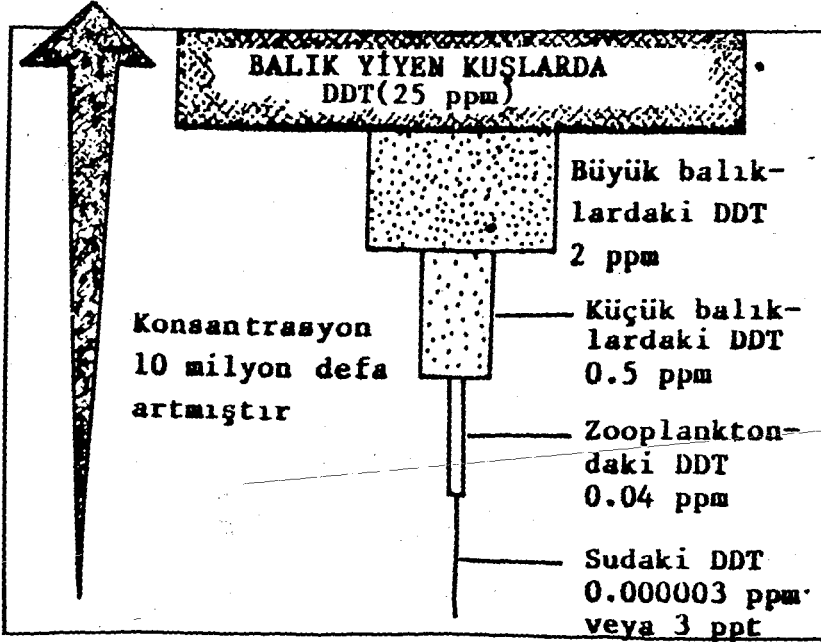 BALIK YİYEN KUŞLARDA
DDT(25 ppm)
Büyük balık-
lardaki DDT
2 ppm
Konsantrasyon
10 milyon defa
artmıştır
Küçük balık-
lardaki DDT
0.5 ppm
Zooplankton-
daki DDT
0.04 ppm
Sudaki DDT
0.000003 ppm
veya 3 ppt